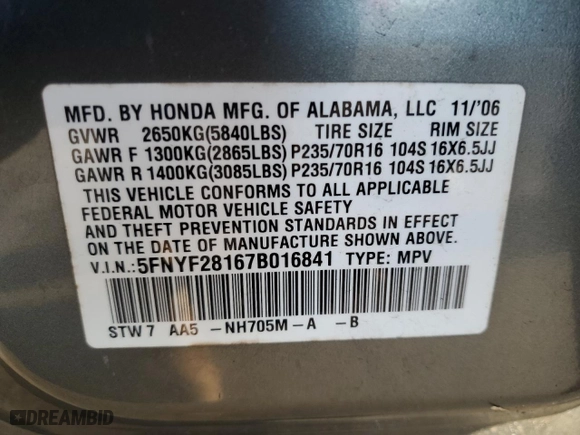 MFD. BY HONDA MFG. OF ALABAMA, LLC 11/'06
GVWR 2650KG(5840LBS) TIRE SIZE RIM SIZE
GAWR F 1300KG(2865LBS) P235/70R16 104S 16X6.5JJ
GAWR R 1400KG(3085LBS) P235/70R16 104S 16X6.5JJ
THIS VEHICLE CONFORMS TO ALL APPLICABLE
FEDERAL MOTOR VEHICLE SAFETY
AND THEFT PREVENTION STANDARDS IN EFFECT
ON THE DATE OF MANUFACTURE SHOWN ABOVE.
V.I.N.: 5FNYF28167B016841 TYPE: MPV
STW7 AA5 -NH705M-A -B
DREAMBID